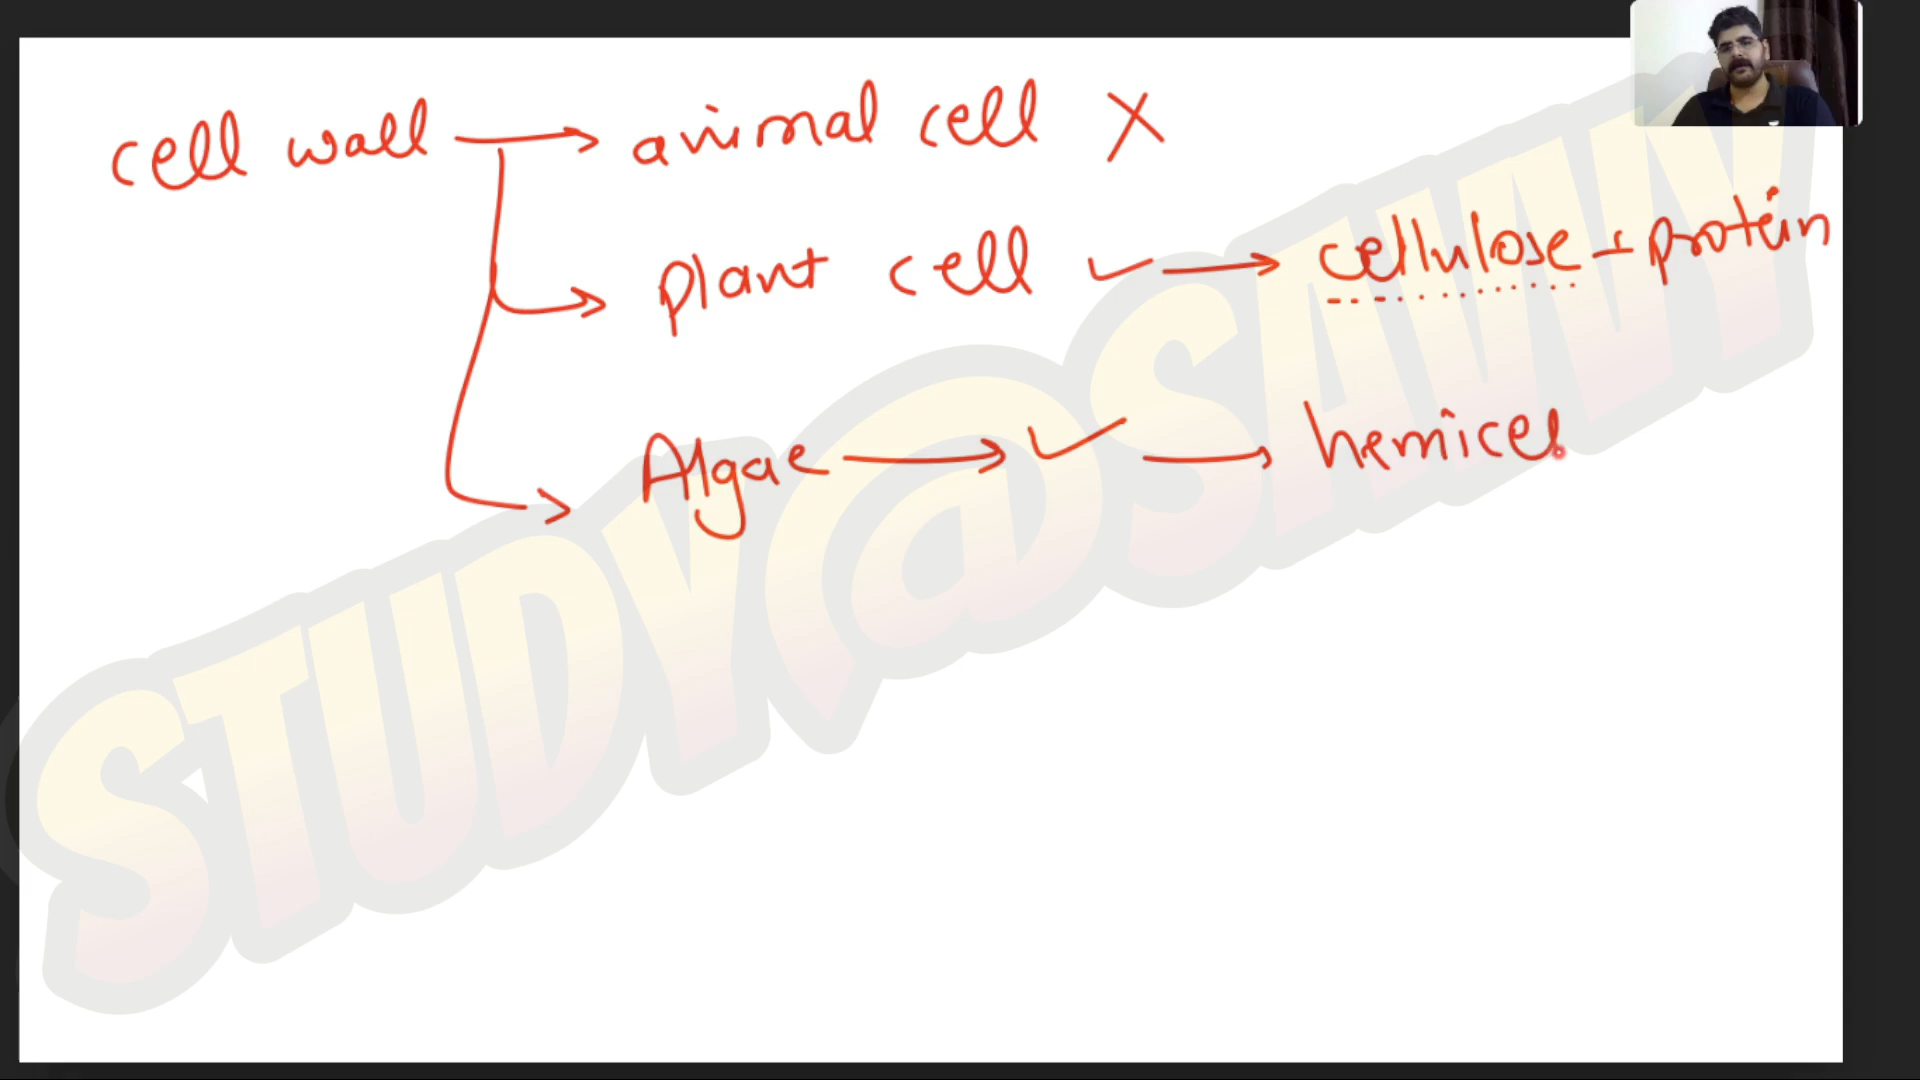 cell wall → animal cell X
→ plant cell ✓ → cellulose + protein
→ Algae → ✓ → hemicel
STUDY@SAVVY